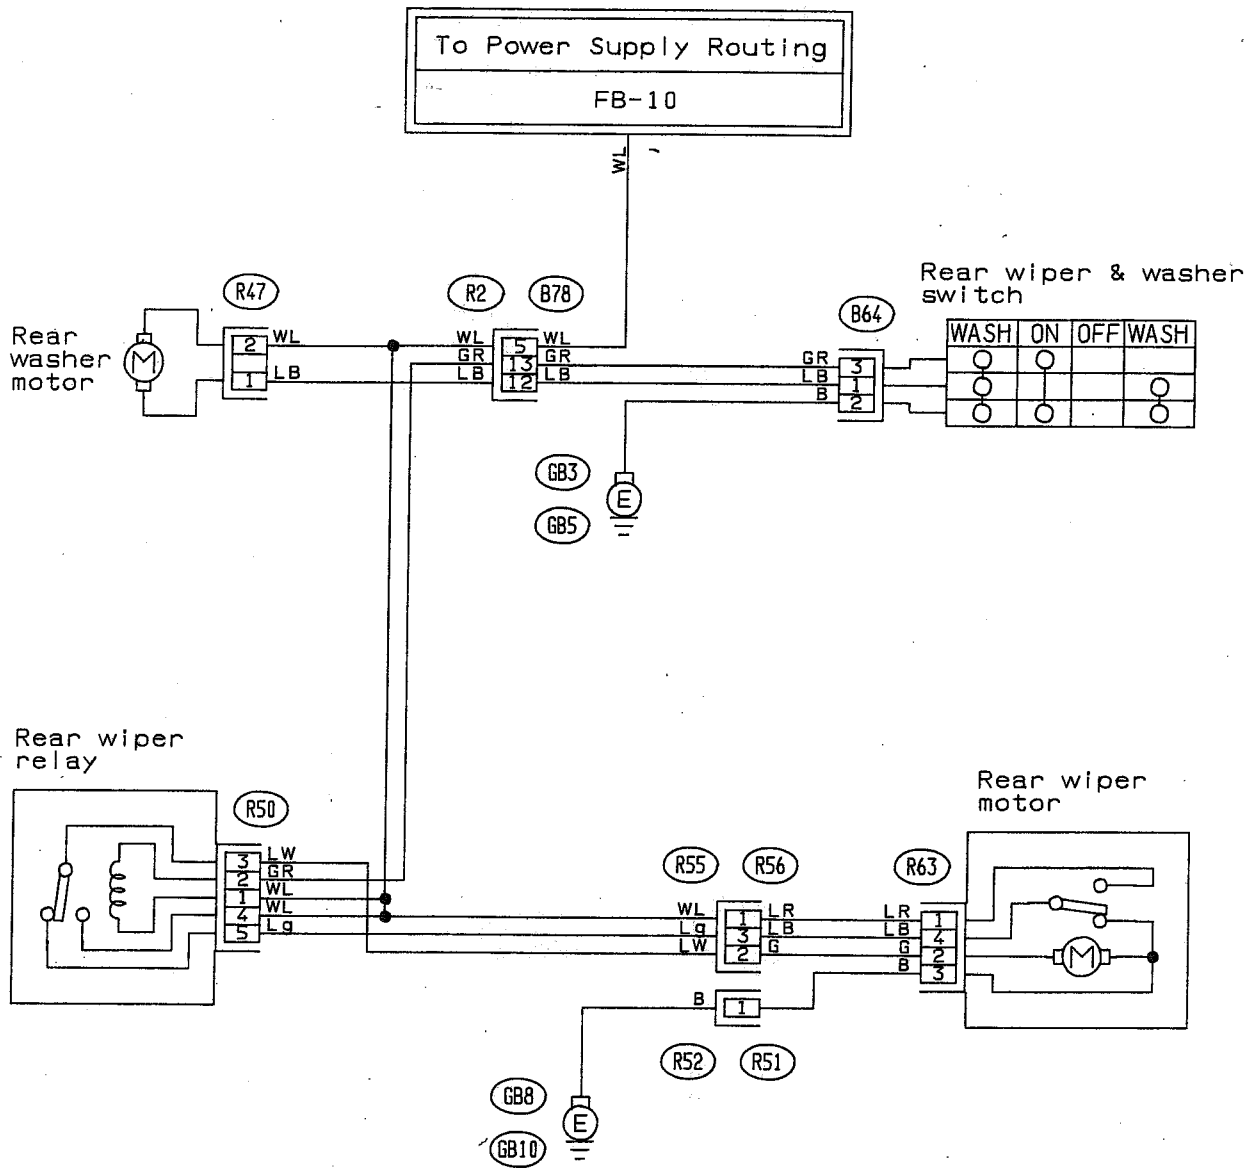 To Power Supply Routing
FB-10
WL
Rear wiper & washer
switch
R47
R2
B78
B64
Rear
washer
motor
WASH ON OFF WASH
2 WL
WL 5 WL
GR 13 GR
GR 3
1 LB
LB 12 LB
LB 1
B 2
M
GB3
E
GB5
Rear wiper
relay
Rear wiper
motor
R50
3 LW
2 GR
1 WL
4 WL
5 Lg
R55
R56
R63
WL 1 LR
Lg 3 LB
LW 2 G
LR 1
LB 4
G 2
B 3
M
B 1
R52
R51
GB8
E
GB10